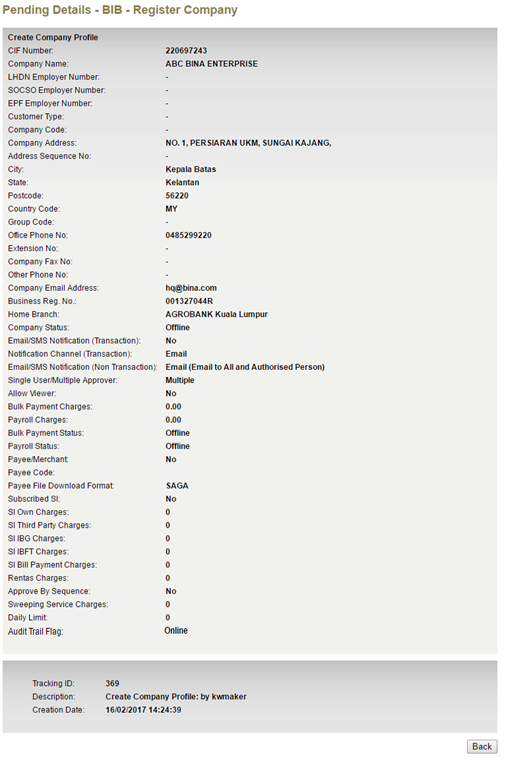 Pending Details - BIB - Register Company
Create Company Profile
CIF Number: 220697243
Company Name: ABC BINA ENTERPRISE
LHDN Employer Number: -
SOCSO Employer Number: -
EPF Employer Number: -
Customer Type: -
Company Code: -
Company Address: NO. 1, PERSIARAN UKM, SUNGAI KAJANG,
Address Sequence No: -
City: Kepala Batas
State: Kelantan
Postcode: 56220
Country Code: MY
Group Code: -
Office Phone No: 0485299220
Extension No: -
Company Fax No: -
Other Phone No: -
Company Email Address: hq@bina.com
Business Reg. No.: 001327044R
Home Branch: AGROBANK Kuala Lumpur
Company Status: Offline
Email/SMS Notification (Transaction): No
Notification Channel (Transaction): Email
Email/SMS Notification (Non Transaction): Email (Email to All and Authorised Person)
Single User/Multiple Approver: Multiple
Allow Viewer: No
Bulk Payment Charges: 0.00
Payroll Charges: 0.00
Bulk Payment Status: Offline
Payroll Status: Offline
Payee/Merchant: No
Payee Code:
Payee File Download Format: SAGA
Subscribed SI: No
SI Own Charges: 0
SI Third Party Charges: 0
SI IBG Charges: 0
SI IBFT Charges: 0
SI Bill Payment Charges: 0
Rentas Charges: 0
Approve By Sequence: No
Sweeping Service Charges: 0
Daily Limit: 0
Audit Trail Flag: Online
Tracking ID: 369
Description: Create Company Profile: by kwmaker
Creation Date: 16/02/2017 14:24:39
Back